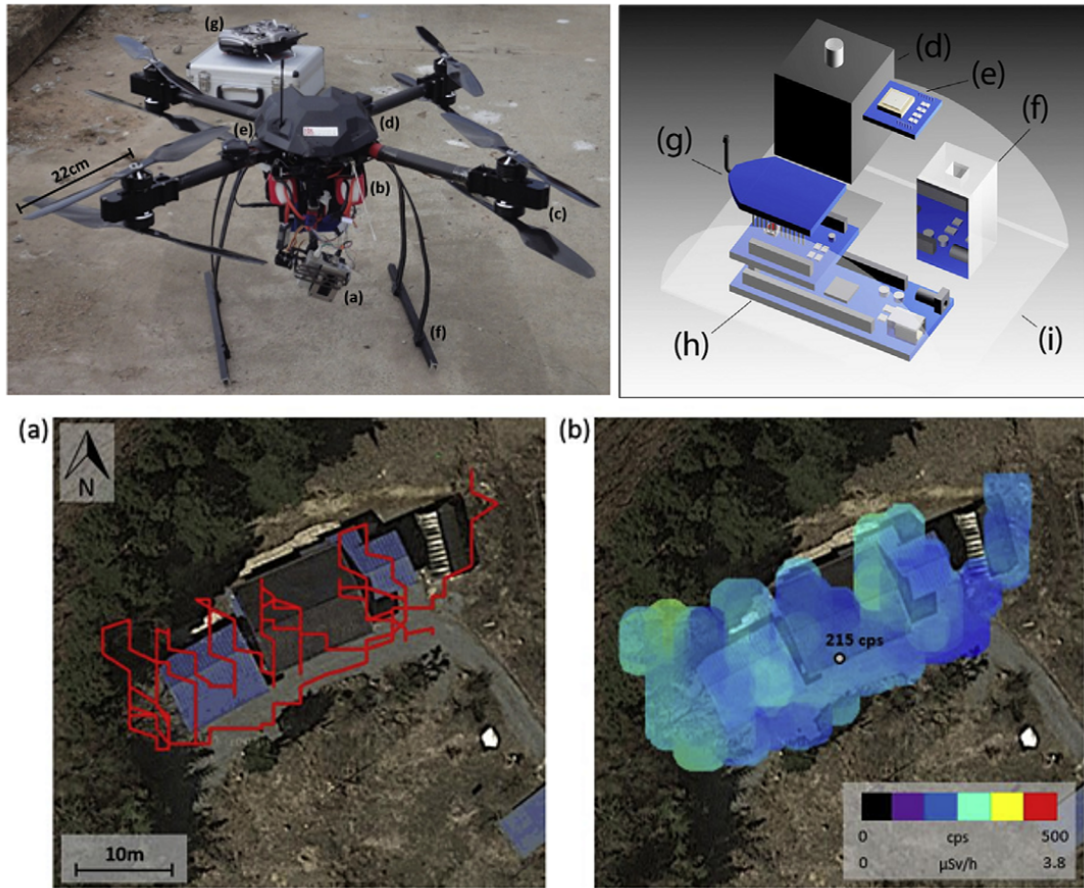 (g)
(e)
(d)
22cm
(b)
(c)
(a)
(f)
(d)
(e)
(f)
(g)
(h)
(i)
(a)
N
10m
(b)
215 cps
0 cps 500
0 µSv/h 3.8